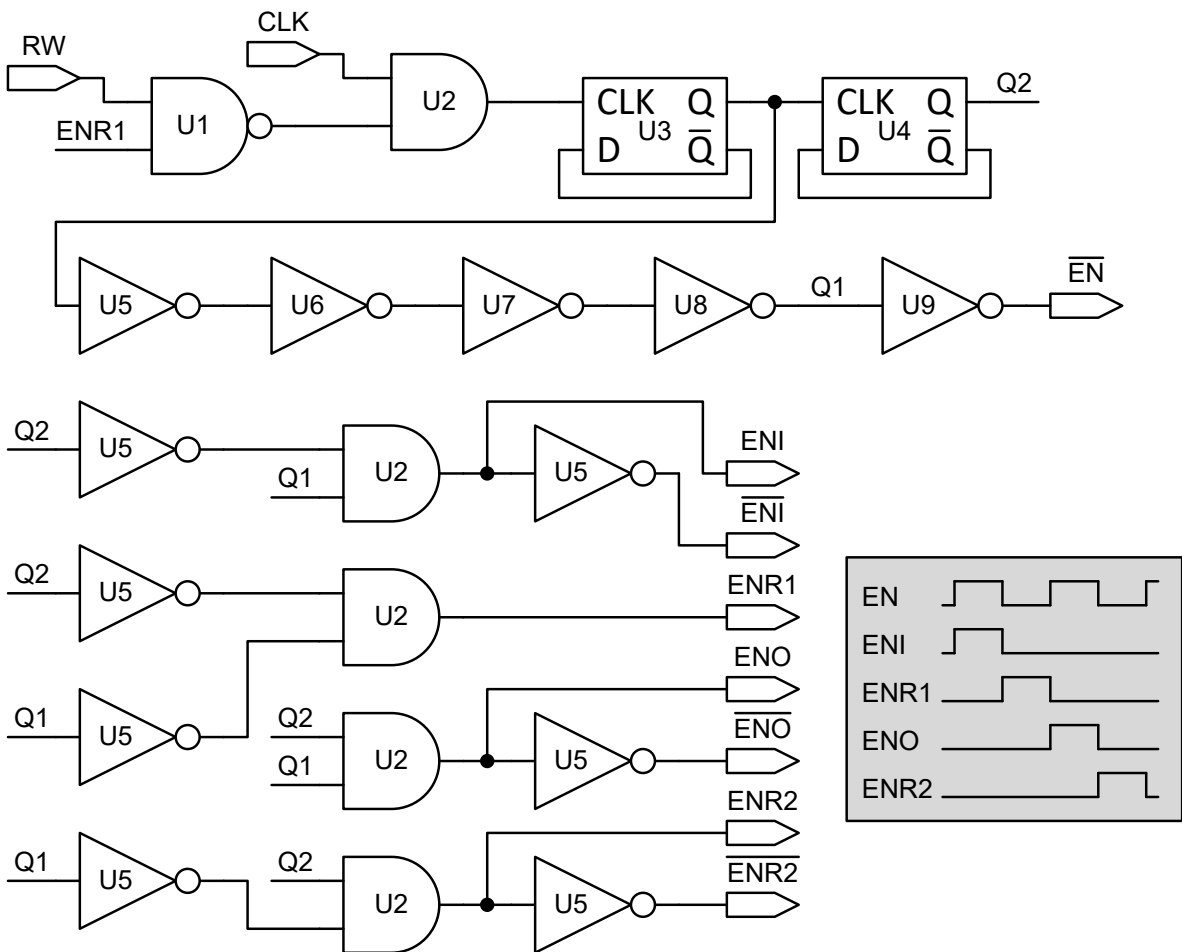 CLK
RW
U1
ENR1
U2
CLK Q
U3
D Q̅
CLK Q
U4
D Q̅
Q2
U5
U6
U7
U8
Q1
U9
E̅N̅
Q2
U5
Q1
U2
U5
ENI
E̅N̅I̅
Q2
U5
U2
ENR1
Q1
U5
Q2
Q1
U2
U5
ENO
E̅N̅O̅
Q1
U5
Q2
U2
U5
ENR2
E̅N̅R̅2̅
EN
ENI
ENR1
ENO
ENR2